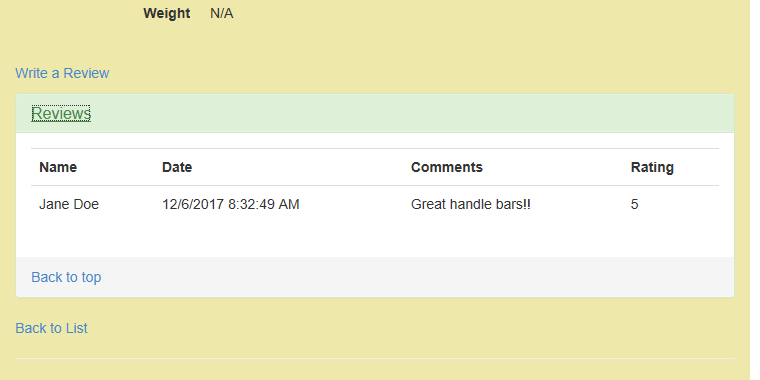 Weight N/A
Write a Review
Reviews
Name Date Comments Rating
Jane Doe 12/6/2017 8:32:49 AM Great handle bars!! 5
Back to top
Back to List